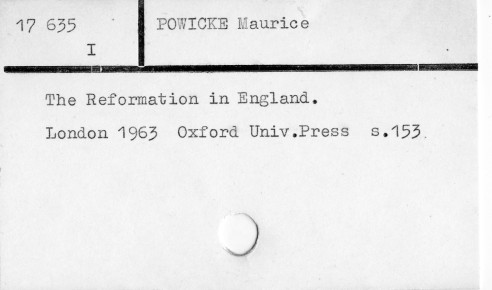 17 635 POWICKE Maurice
I
The Reformation in England.
London 1963 Oxford Univ.Press s.153.